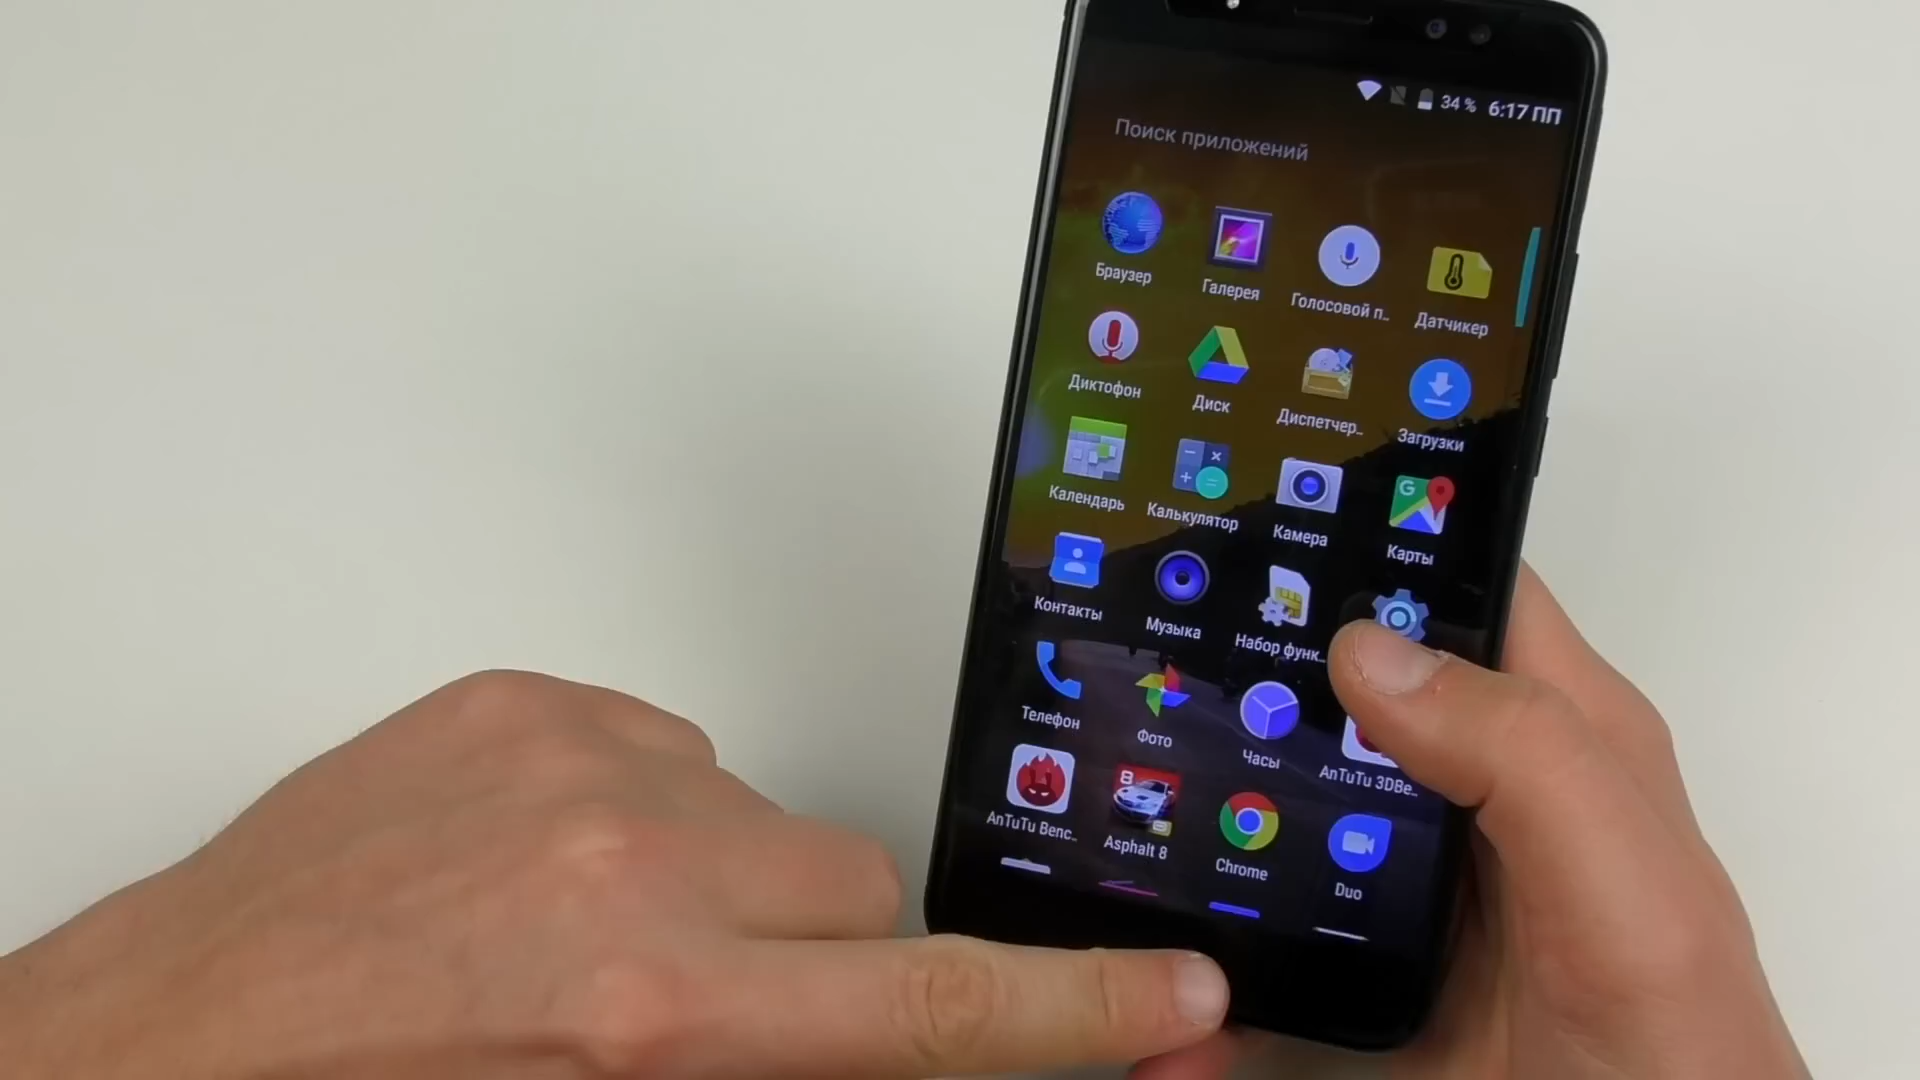 34 % 6:17 ПП
Поиск приложений
Браузер Галерея Голосовой п... Датчикер
Диктофон Диск Диспетчер... Загрузки
Календарь Калькулятор Камера Карты
G
Контакты Музыка Набор функ...
Телефон Фото Часы AnTuTu 3DBe...
8
AnTuTu Benc... Asphalt 8 Chrome Duo